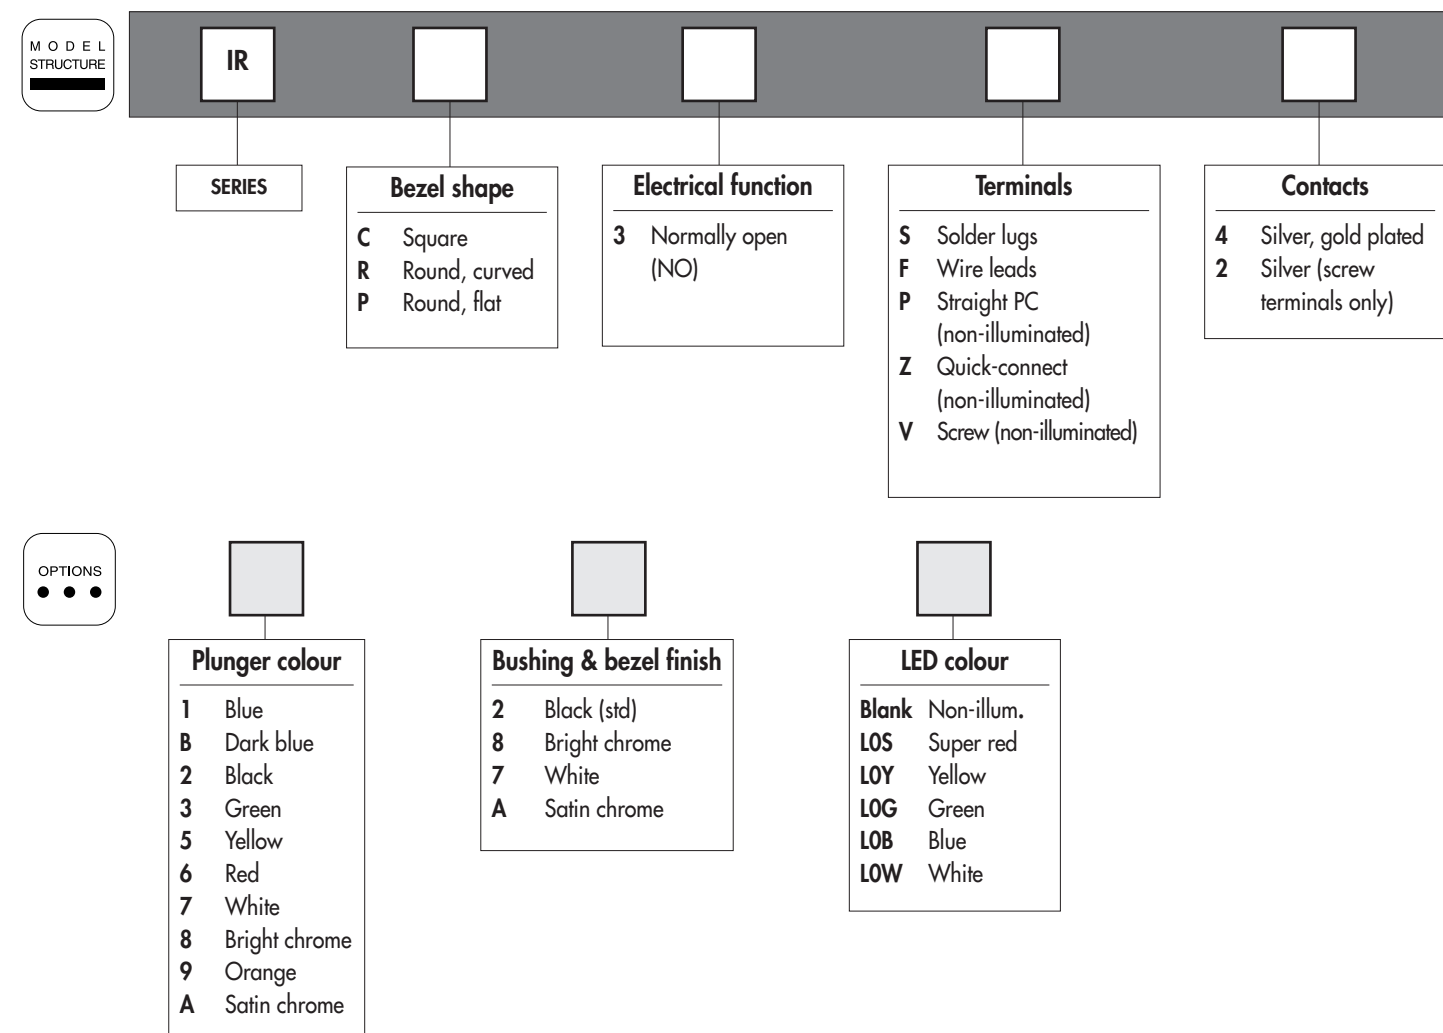 MODEL
STRUCTURE
IR
SERIES
Bezel shape
C Square
R Round, curved
P Round, flat
Electrical function
3 Normally open
(NO)
Terminals
S Solder lugs
F Wire leads
P Straight PC
(non-illuminated)
Z Quick-connect
(non-illuminated)
V Screw (non-illuminated)
Contacts
4 Silver, gold plated
2 Silver (screw
terminals only)
OPTIONS
Plunger colour
1 Blue
B Dark blue
2 Black
3 Green
5 Yellow
6 Red
7 White
8 Bright chrome
9 Orange
A Satin chrome
Bushing & bezel finish
2 Black (std)
8 Bright chrome
7 White
A Satin chrome
LED colour
Blank Non-illum.
L0S Super red
L0Y Yellow
L0G Green
L0B Blue
L0W White